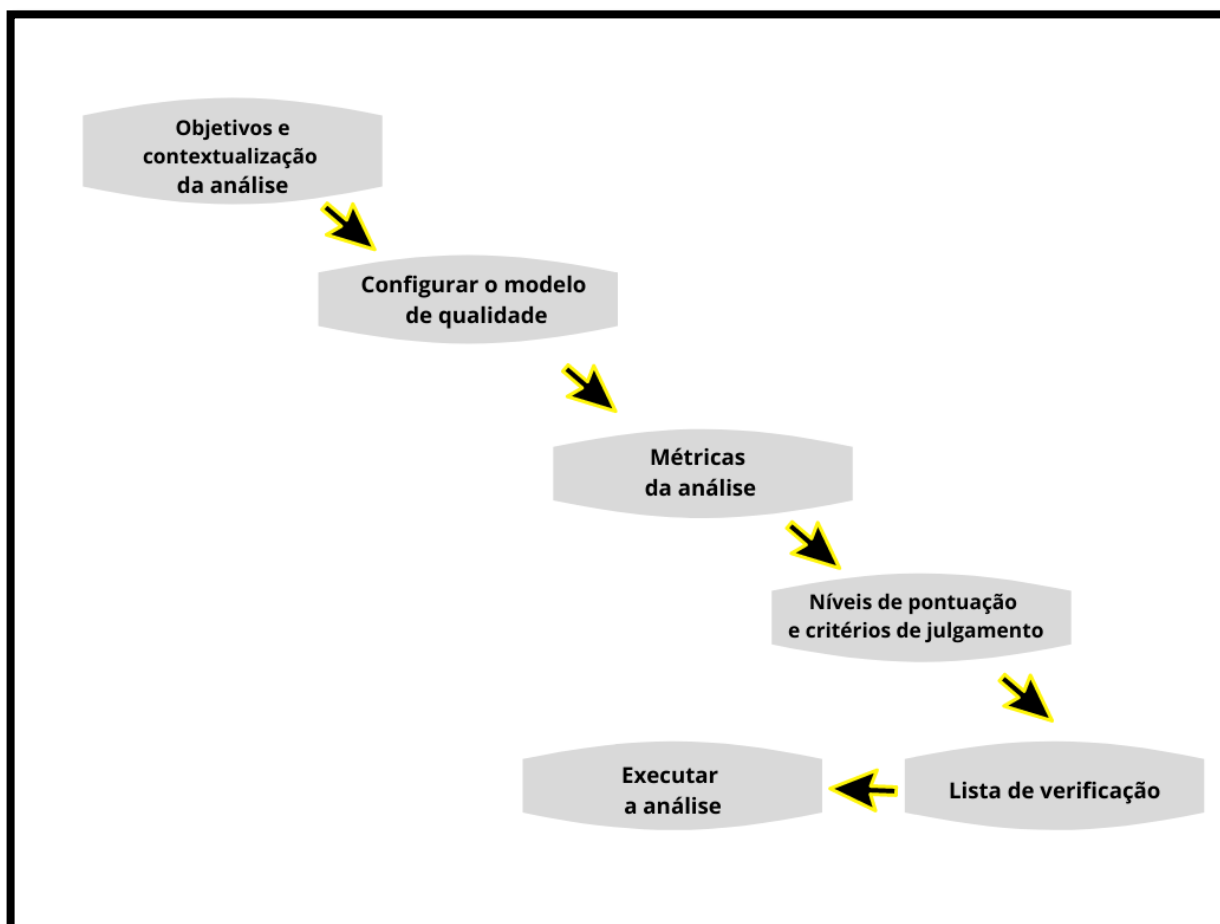 Objetivos e
contextualização
da análise
Configurar o modelo
de qualidade
Métricas
da análise
Níveis de pontuação
e critérios de julgamento
Lista de verificação
Executar
a análise